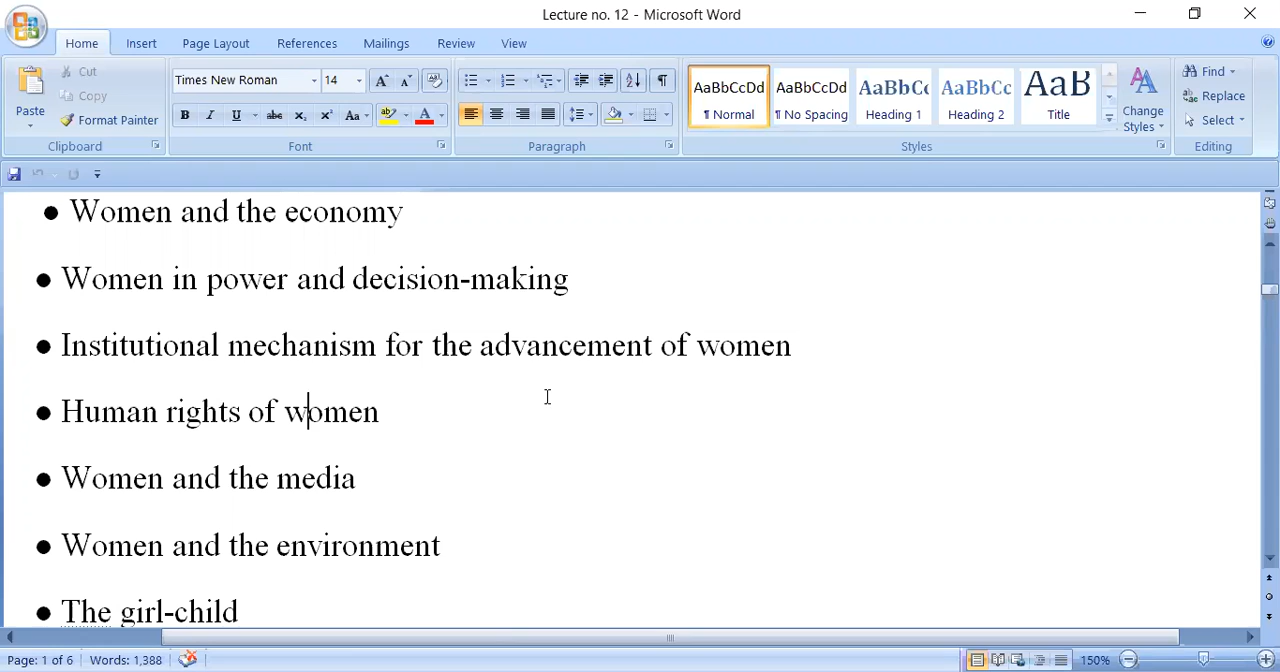 Lecture no. 12 - Microsoft Word
Home Insert Page Layout References Mailings Review View
Paste
Cut
Copy
Format Painter
Clipboard
Times New Roman 14
B I U abc X₂ X² Aa
Font
Paragraph
AaBbCcDd AaBbCcDd AaBbCc AaBbCc AaB
¶ Normal ¶ No Spacing Heading 1 Heading 2 Title
Change Styles
Styles
Find
Replace
Select
Editing
● Women and the economy
● Women in power and decision-making
● Institutional mechanism for the advancement of women
● Human rights of women
● Women and the media
● Women and the environment
● The girl-child
Page: 1 of 6 Words: 1,388 150%